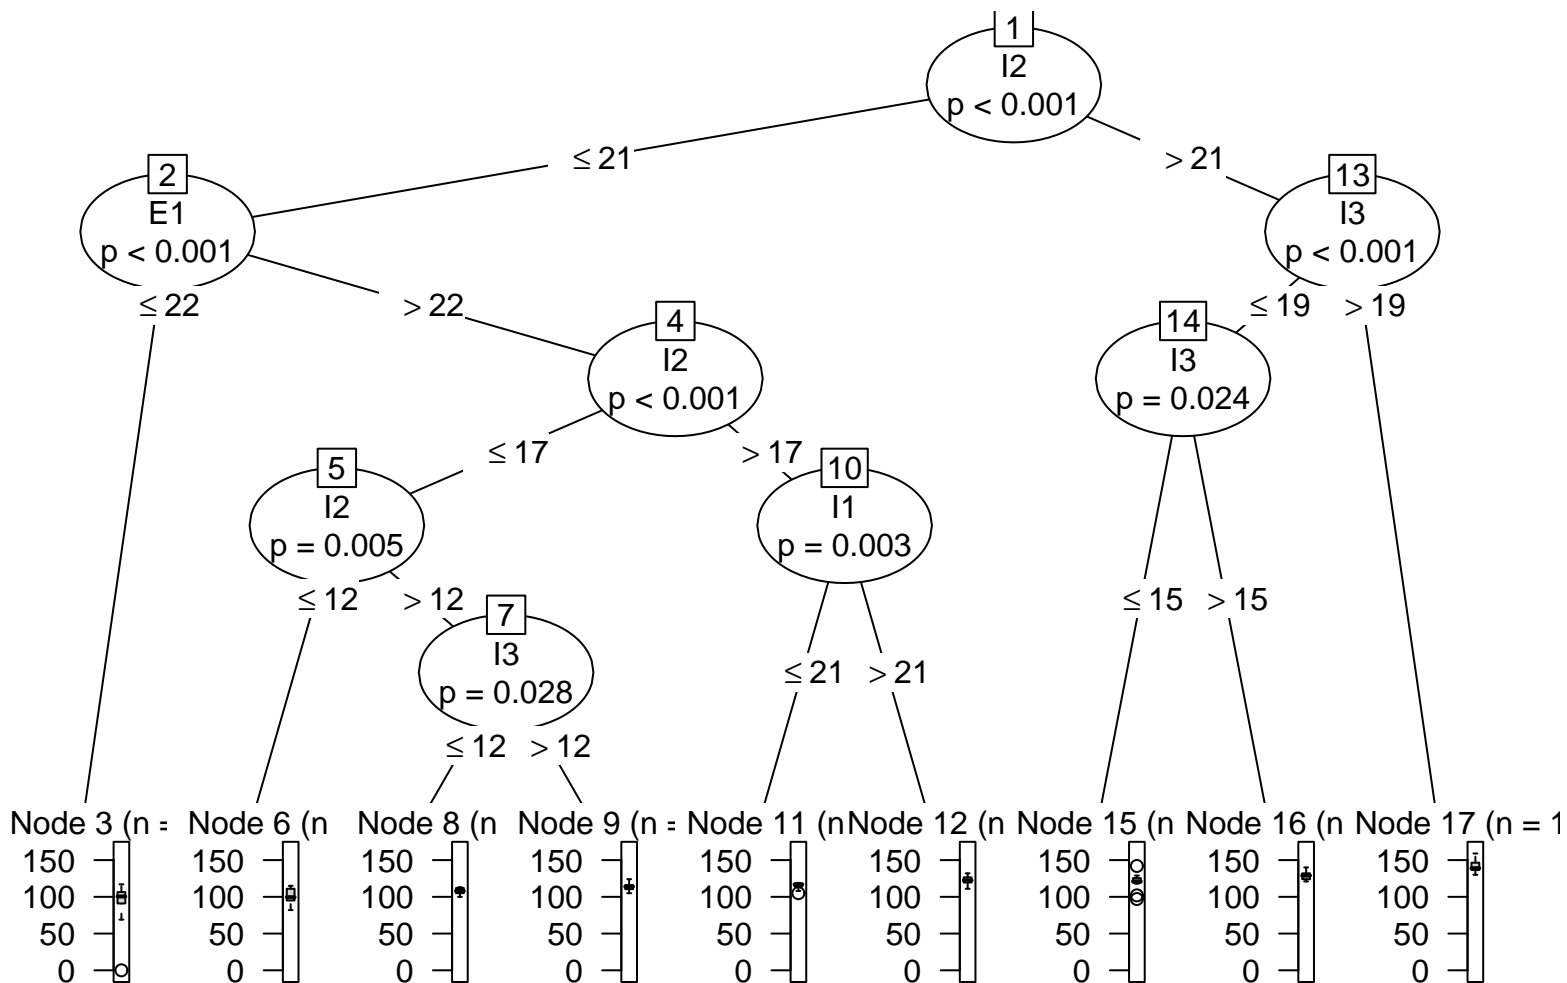 1
I2
p < 0.001
≤ 21
> 21
2
E1
p < 0.001
13
I3
p < 0.001
≤ 22
> 22
≤ 19
> 19
4
I2
p < 0.001
14
I3
p = 0.024
≤ 17
> 17
5
I2
p = 0.005
10
I1
p = 0.003
≤ 12
> 12
≤ 15
> 15
7
I3
p = 0.028
≤ 21
> 21
≤ 12
> 12
Node 3 (n =
Node 6 (n
Node 8 (n
Node 9 (n =
Node 11 (n
Node 12 (n
Node 15 (n
Node 16 (n
Node 17 (n = 1
150
100
50
0
150
100
50
0
150
100
50
0
150
100
50
0
150
100
50
0
150
100
50
0
150
100
50
0
150
100
50
0
150
100
50
0